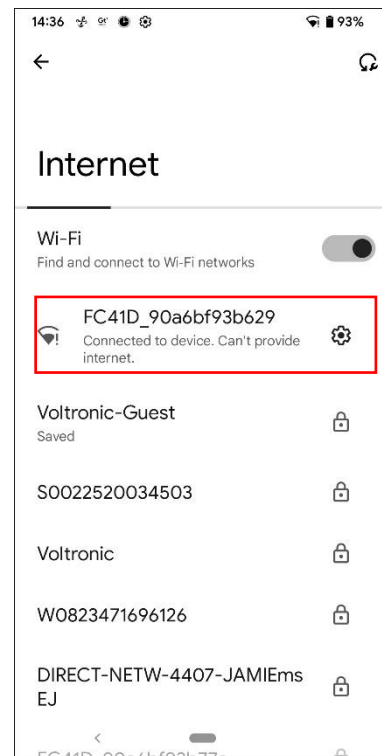 14:36 93%
Internet
Wi-Fi
Find and connect to Wi-Fi networks
FC41D_90a6bf93b629
Connected to device. Can't provide
internet.
Voltronic-Guest
Saved
S0022520034503
Voltronic
W0823471696126
DIRECT-NETW-4407-JAMIEms
EJ